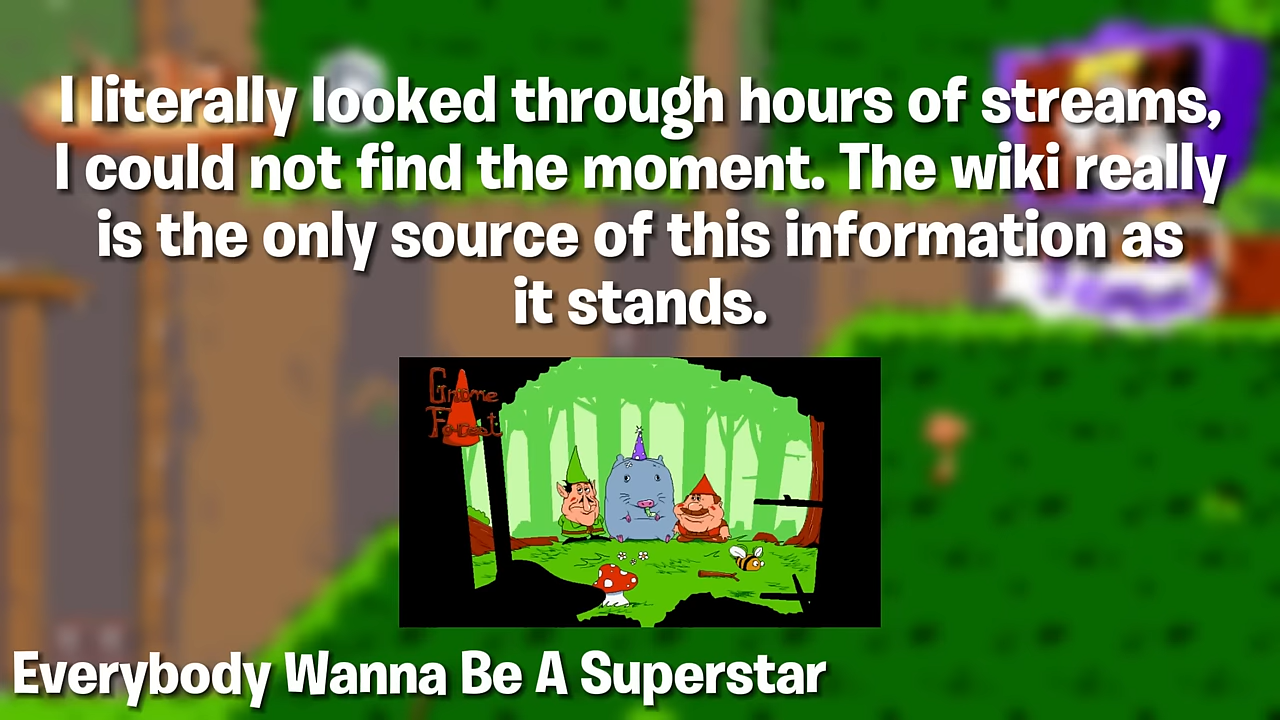 I literally looked through hours of streams,
I could not find the moment. The wiki really
is the only source of this information as
it stands.
Gnome
Forest
Everybody Wanna Be A Superstar